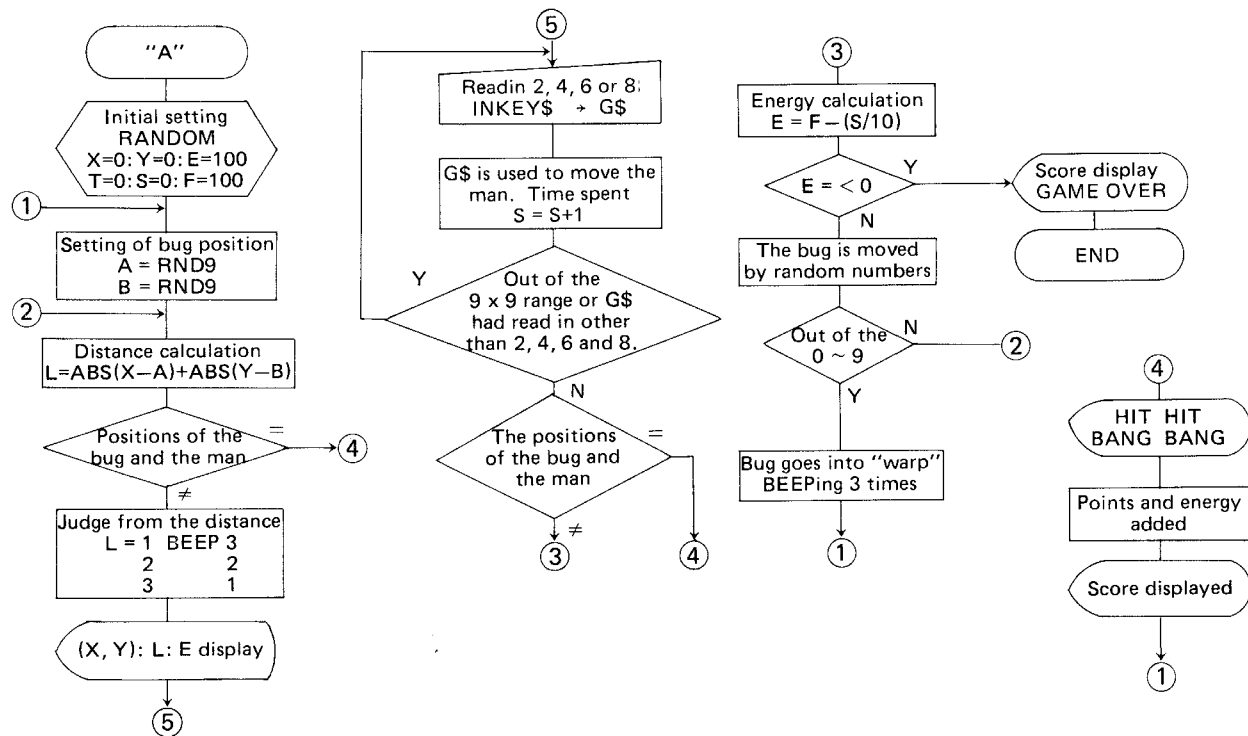 "A"
Initial setting
RANDOM
X=0: Y=0: E=100
T=0: S=0: F=100
1
Setting of bug position
A = RND9
B = RND9
2
Distance calculation
L=ABS(X–A)+ABS(Y–B)
Positions of the
bug and the man
=
4
≠
Judge from the distance
L = 1 BEEP 3
2 2
3 1
(X, Y): L: E display
5
5
Readin 2, 4, 6 or 8:
INKEY$ → G$
G$ is used to move the
man. Time spent
S = S+1
Y
Out of the
9 x 9 range or G$
had read in other
than 2, 4, 6 and 8.
N
The positions
of the bug and
the man
=
≠
3
4
3
Energy calculation
E = F – (S/10)
Y
E = < 0
N
Score display
GAME OVER
END
The bug is moved
by random numbers
Out of the
0 ~ 9
N
2
Y
Bug goes into "warp"
BEEPing 3 times
1
4
HIT HIT
BANG BANG
Points and energy
added
Score displayed
1